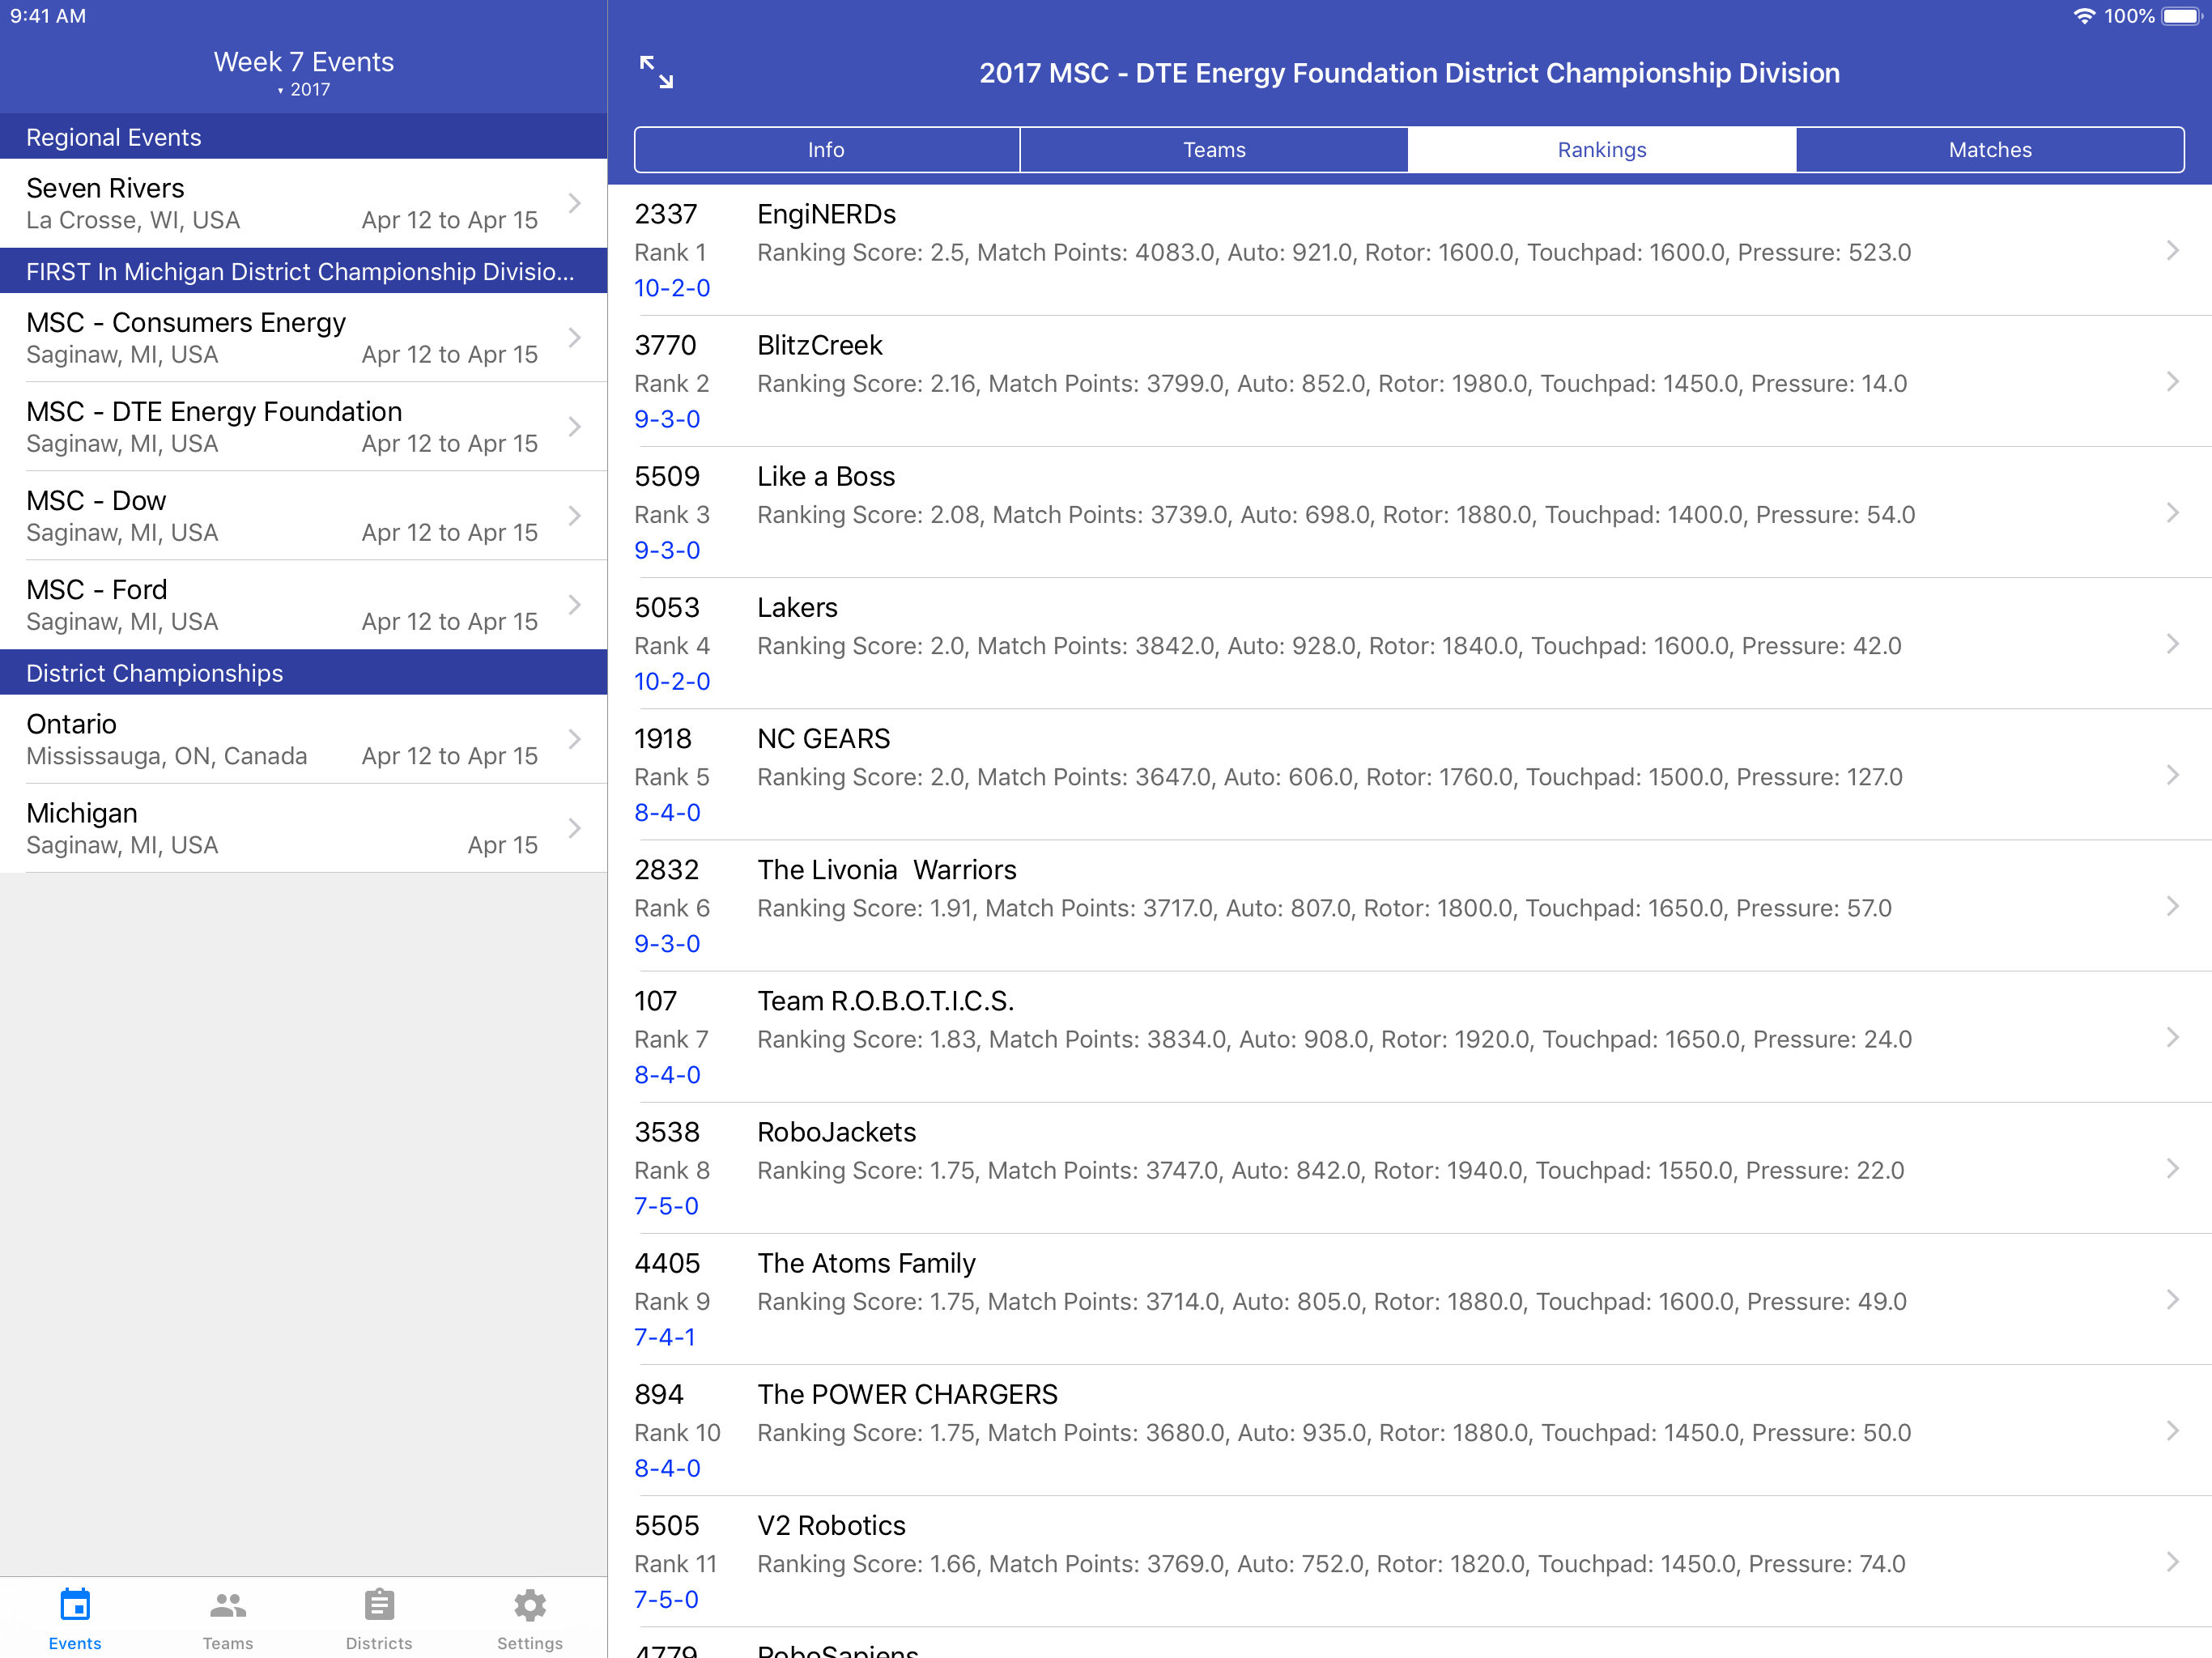 9:41 AM
100%
Week 7 Events
▾ 2017
Regional Events
Seven Rivers
La Crosse, WI, USA Apr 12 to Apr 15
FIRST In Michigan District Championship Divisio...
MSC - Consumers Energy
Saginaw, MI, USA Apr 12 to Apr 15
MSC - DTE Energy Foundation
Saginaw, MI, USA Apr 12 to Apr 15
MSC - Dow
Saginaw, MI, USA Apr 12 to Apr 15
MSC - Ford
Saginaw, MI, USA Apr 12 to Apr 15
District Championships
Ontario
Mississauga, ON, Canada Apr 12 to Apr 15
Michigan
Saginaw, MI, USA Apr 15
Events Teams Districts Settings
2017 MSC - DTE Energy Foundation District Championship Division
Info Teams Rankings Matches
2337 EngiNERDs
Rank 1 Ranking Score: 2.5, Match Points: 4083.0, Auto: 921.0, Rotor: 1600.0, Touchpad: 1600.0, Pressure: 523.0
10-2-0
3770 BlitzCreek
Rank 2 Ranking Score: 2.16, Match Points: 3799.0, Auto: 852.0, Rotor: 1980.0, Touchpad: 1450.0, Pressure: 14.0
9-3-0
5509 Like a Boss
Rank 3 Ranking Score: 2.08, Match Points: 3739.0, Auto: 698.0, Rotor: 1880.0, Touchpad: 1400.0, Pressure: 54.0
9-3-0
5053 Lakers
Rank 4 Ranking Score: 2.0, Match Points: 3842.0, Auto: 928.0, Rotor: 1840.0, Touchpad: 1600.0, Pressure: 42.0
10-2-0
1918 NC GEARS
Rank 5 Ranking Score: 2.0, Match Points: 3647.0, Auto: 606.0, Rotor: 1760.0, Touchpad: 1500.0, Pressure: 127.0
8-4-0
2832 The Livonia  Warriors
Rank 6 Ranking Score: 1.91, Match Points: 3717.0, Auto: 807.0, Rotor: 1800.0, Touchpad: 1650.0, Pressure: 57.0
9-3-0
107 Team R.O.B.O.T.I.C.S.
Rank 7 Ranking Score: 1.83, Match Points: 3834.0, Auto: 908.0, Rotor: 1920.0, Touchpad: 1650.0, Pressure: 24.0
8-4-0
3538 RoboJackets
Rank 8 Ranking Score: 1.75, Match Points: 3747.0, Auto: 842.0, Rotor: 1940.0, Touchpad: 1550.0, Pressure: 22.0
7-5-0
4405 The Atoms Family
Rank 9 Ranking Score: 1.75, Match Points: 3714.0, Auto: 805.0, Rotor: 1880.0, Touchpad: 1600.0, Pressure: 49.0
7-4-1
894 The POWER CHARGERS
Rank 10 Ranking Score: 1.75, Match Points: 3680.0, Auto: 935.0, Rotor: 1880.0, Touchpad: 1450.0, Pressure: 50.0
8-4-0
5505 V2 Robotics
Rank 11 Ranking Score: 1.66, Match Points: 3769.0, Auto: 752.0, Rotor: 1820.0, Touchpad: 1450.0, Pressure: 74.0
7-5-0
4779 RoboSapiens